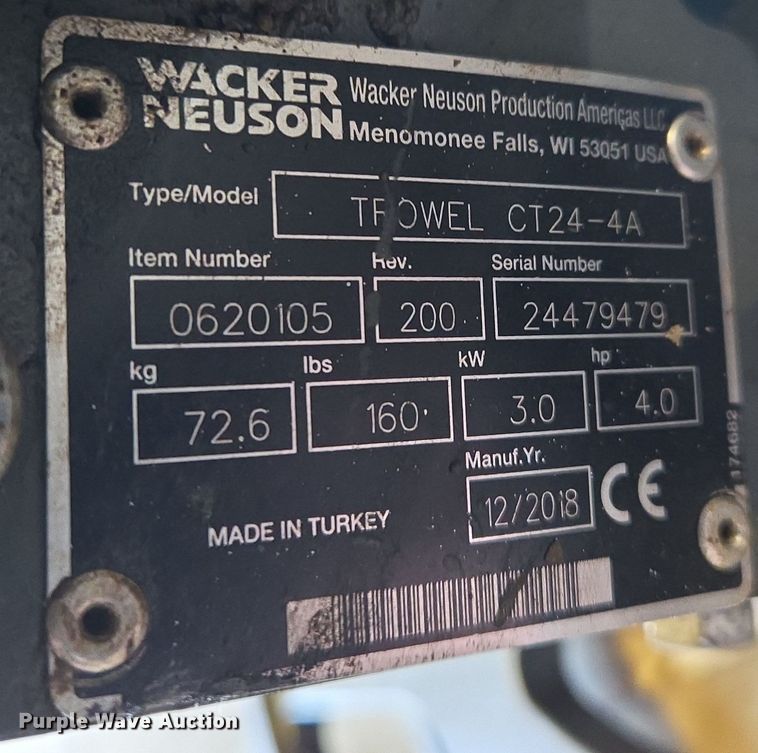 WACKER NEUSON
Wacker Neuson Production Americas LLC
Menomonee Falls, WI 53051 USA
Type/Model TROWEL CT24-4A
Item Number Rev. Serial Number
0620105 200 24479479
kg lbs kW hp
72.6 160 3.0 4.0
Manuf.Yr.
12/2018 CE
MADE IN TURKEY
174682
Purple Wave Auction